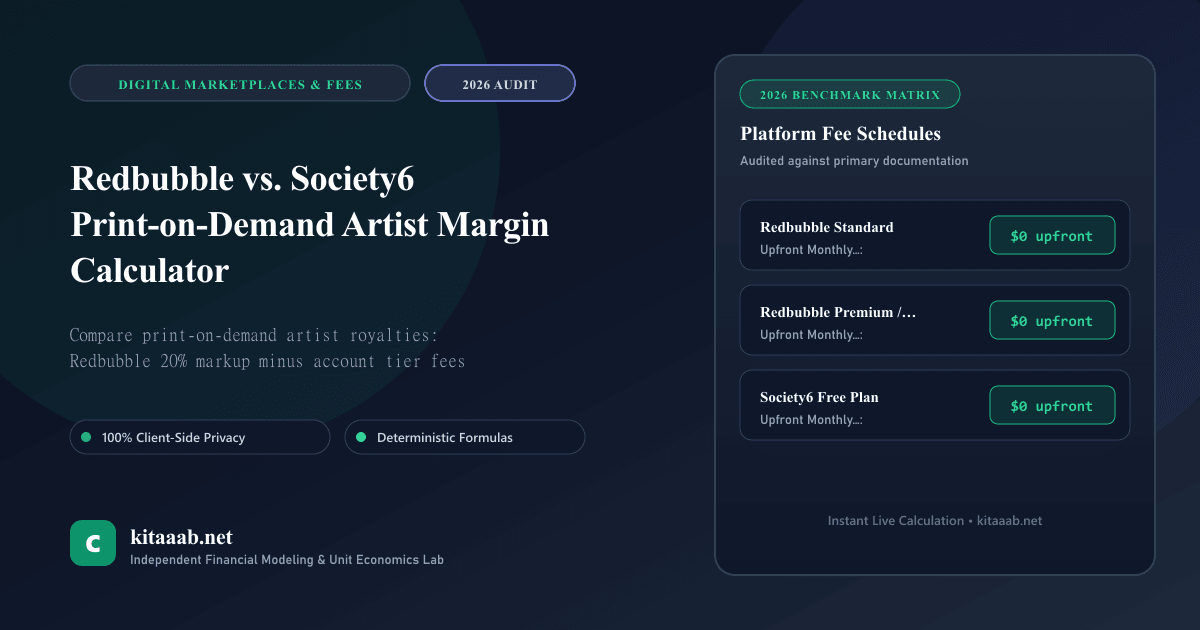 DIGITAL MARKETPLACES & FEES
2026 AUDIT
Redbubble vs. Society6
Print-on-Demand Artist Margin
Calculator
Compare print-on-demand artist royalties:
Redbubble 20% markup minus account tier fees
100% Client-Side Privacy
Deterministic Formulas
C
kitaaab.net
Independent Financial Modeling & Unit Economics Lab
2026 BENCHMARK MATRIX
Platform Fee Schedules
Audited against primary documentation
Redbubble Standard
Upfront Monthly…:
$0 upfront
Redbubble Premium /…
Upfront Monthly…:
$0 upfront
Society6 Free Plan
Upfront Monthly…:
$0 upfront
Instant Live Calculation • kitaaab.net